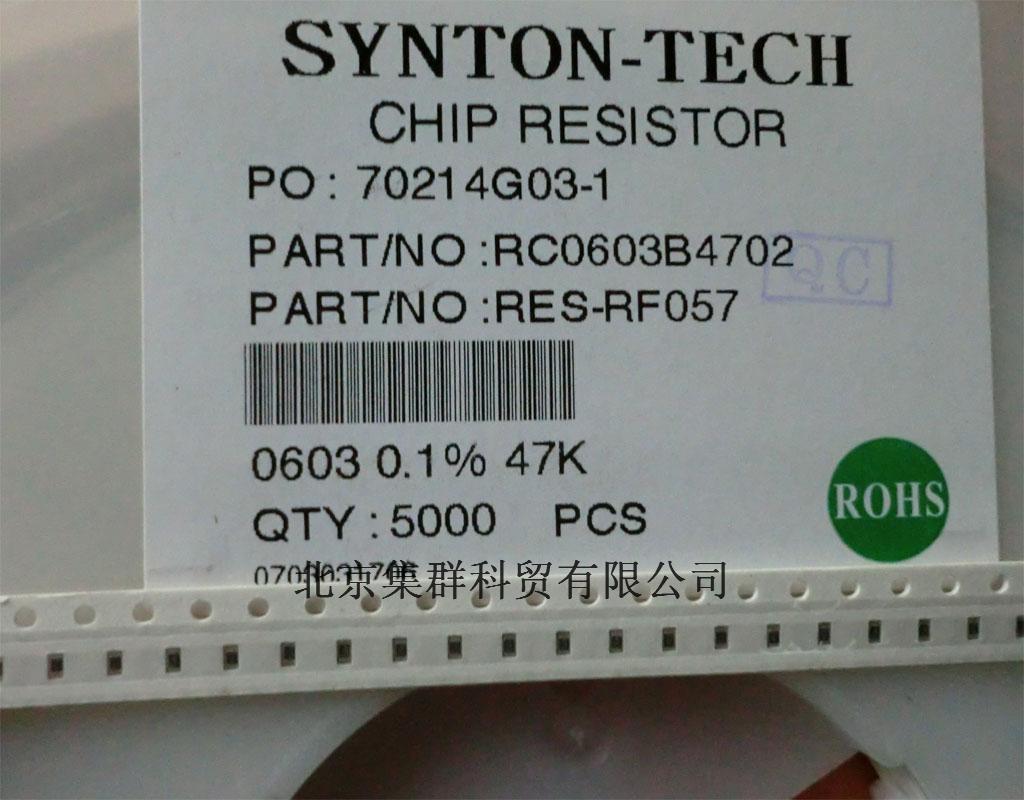 SYNTON-TECH
CHIP RESISTOR
PO: 70214G03-1
PART/NO :RC0603B4702
QC
PART/NO :RES-RF057
0603 0.1% 47K
QTY : 5000 PCS
ROHS
北京集群科贸有限公司